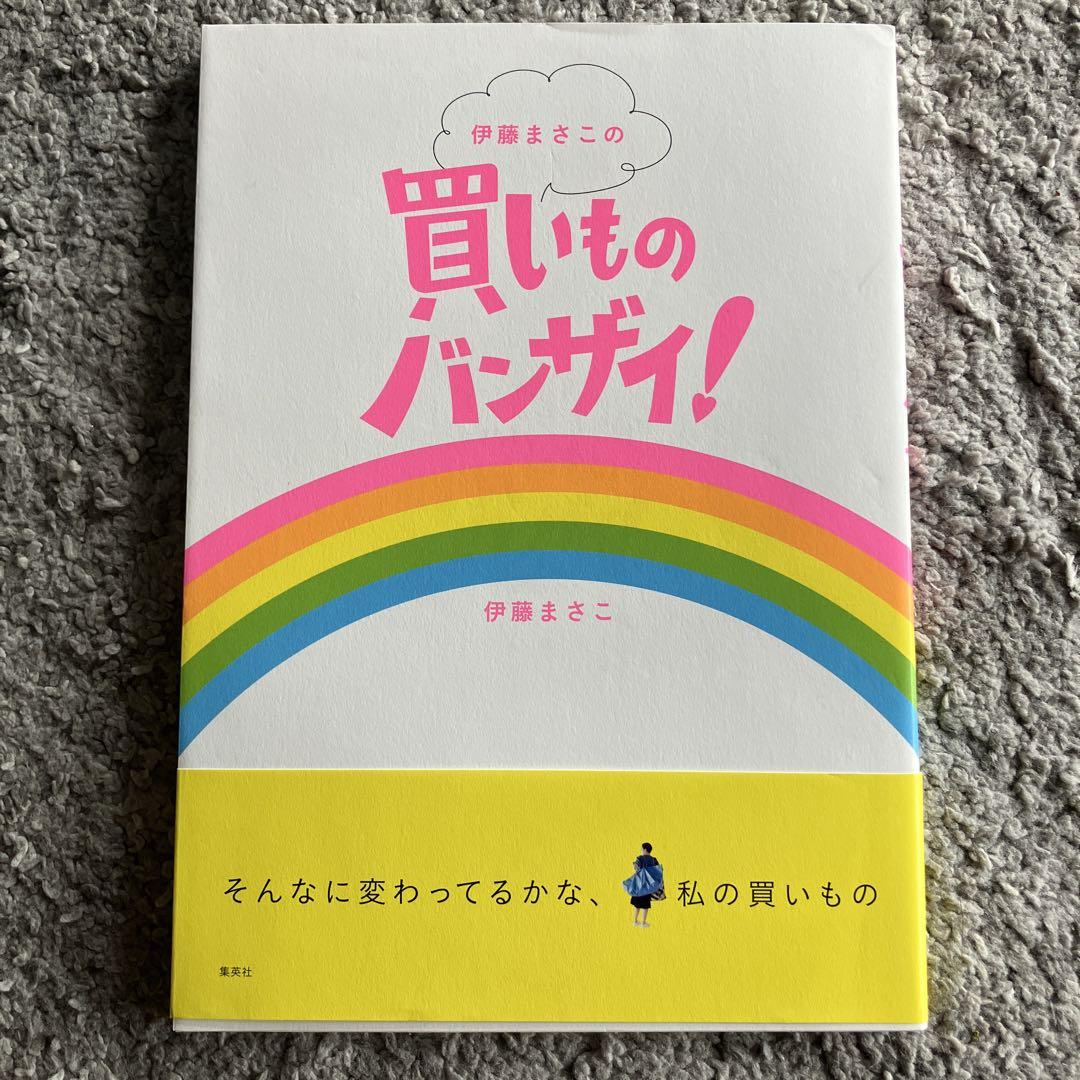 伊藤まさこの
買いもの
バンザイ!
伊藤まさこ
そんなに変わってるかな、私の買いもの
集英社